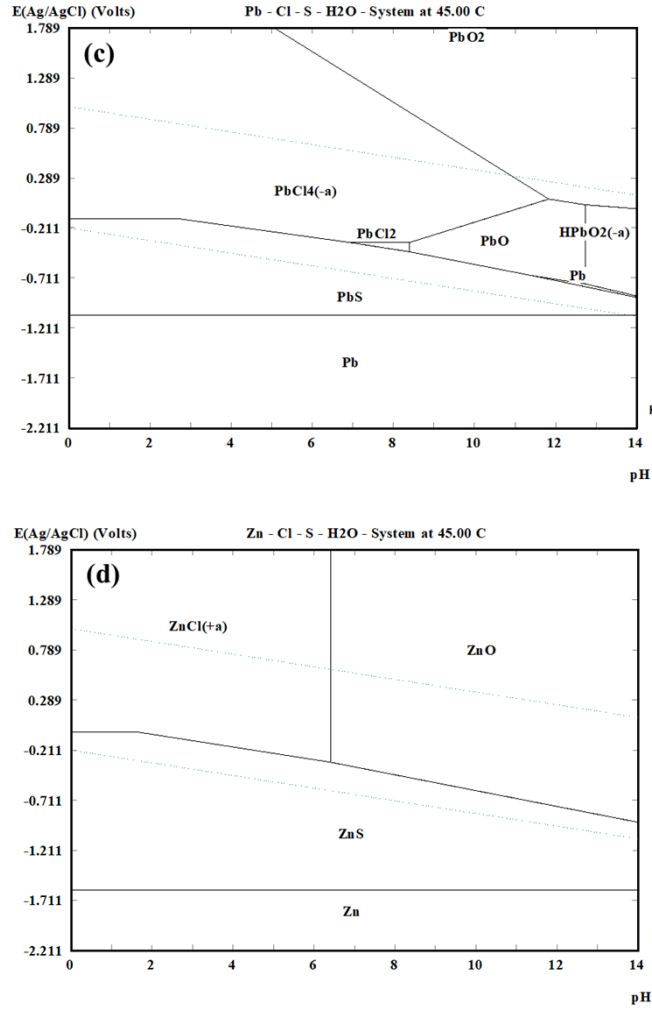 E(Ag/AgCl) (Volts) Pb - Cl - S - H2O - System at 45.00 C
1.789
(c)
PbO2
1.289
0.789
0.289
PbCl4(-a)
-0.211
PbCl2
PbO
HPbO2(-a)
-0.711
Pb
PbS
-1.211
Pb
-1.711
-2.211
0 2 4 6 8 10 12 14
pH
E(Ag/AgCl) (Volts) Zn - Cl - S - H2O - System at 45.00 C
1.789
(d)
1.289
ZnCl(+a)
0.789
ZnO
0.289
-0.211
-0.711
ZnS
-1.211
-1.711
Zn
-2.211
0 2 4 6 8 10 12 14
pH